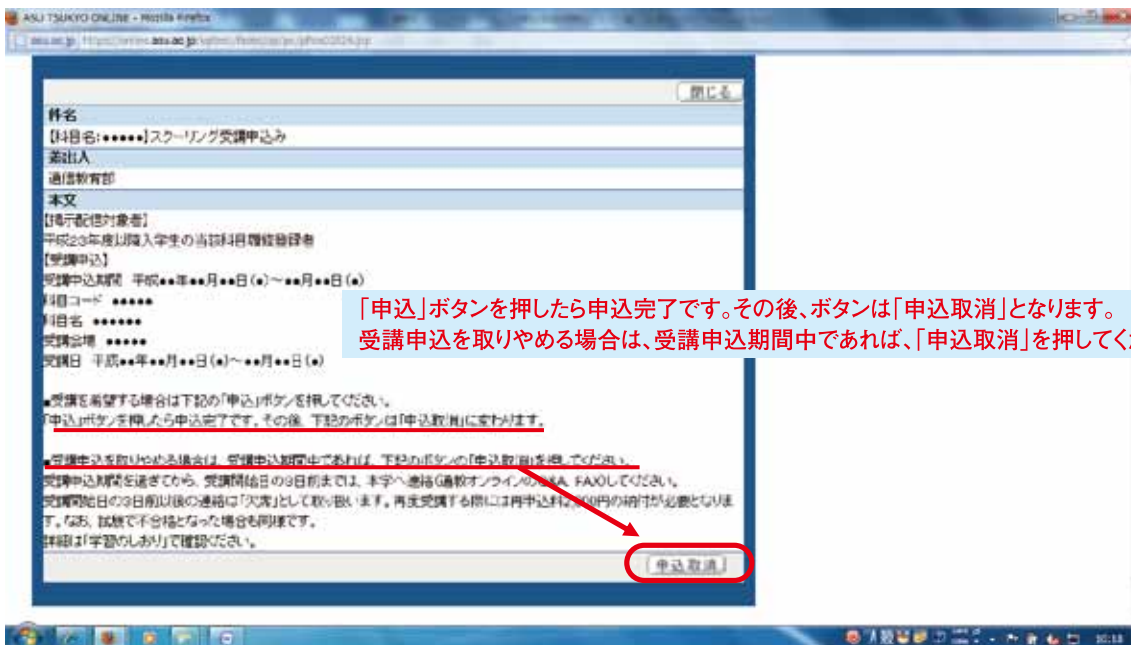 ASU TSUKYO ONLINE - Mozilla Firefox
閉じる
件名
【科目名:●●●●●】スクーリング受講申込み
差出人
通信教育部
本文
【掲示配信対象者】
平成23年度以降入学生の当該科目履修登録者
【受講申込】
受講申込期間 平成●●年●●月●●日(●)~●●月●●日(●)
科目コード ●●●●●
科目名 ●●●●●●
受講会場 ●●●●●
受講日 平成●●年●●月●●日(●)~●●月●●日(●)
「申込」ボタンを押したら申込完了です。その後、ボタンは「申込取消」となります。
受講申込を取りやめる場合は、受講申込期間中であれば、「申込取消」を押してく
■受講を希望する場合は下記の「申込」ボタンを押してください。
「申込」ボタンを押したら申込完了です。その後、下記のボタンは「申込取消」に変わります。
■受講申込を取りやめる場合は、受講申込期間中であれば、下記のボタンの「申込取消」を押してください。
受講申込期間を過ぎてから、受講開始日の3日前までは、本学へ連絡(通教オンラインのQ&A、FAX)してください。
受講開始日の3日前以後の連絡は「欠席」として取り扱います。再度受講する際には再申込料2,000円の納付が必要となりま
す。なお、試験で不合格となった場合も同様です。
詳細は「学習のしおり」で確認ください。
申込取消
10:18